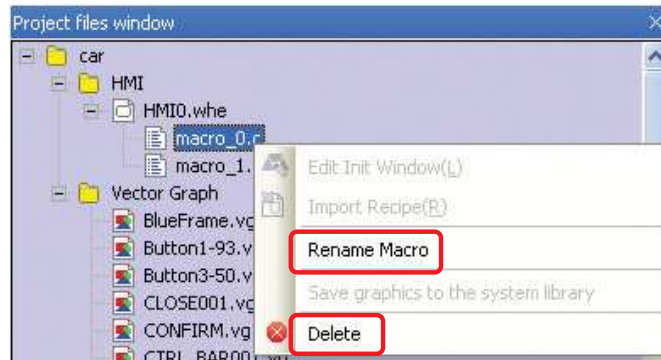 Project files window
car
HMI
HMI0.whe
macro_0.c
macro_1.
Edit Init Window(L)
Vector Graph
Import Recipe(R)
BlueFrame.vg
Button1-93.v
Rename Macro
Button3-50.v
CLOSE001.vg
Save graphics to the system library
CONFIRM.vg
Delete